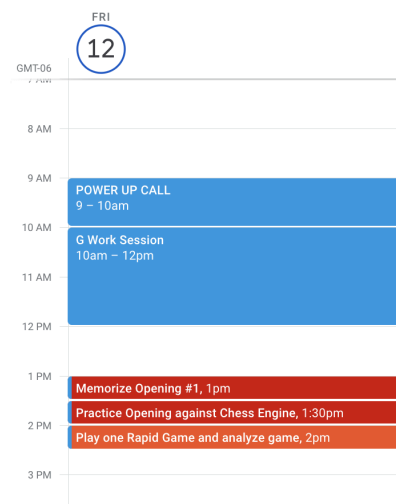 FRI
12
GMT-06
7 AM
8 AM
9 AM
POWER UP CALL
9 – 10am
10 AM
G Work Session
10am – 12pm
11 AM
12 PM
1 PM
Memorize Opening #1, 1pm
Practice Opening against Chess Engine, 1:30pm
2 PM
Play one Rapid Game and analyze game, 2pm
3 PM